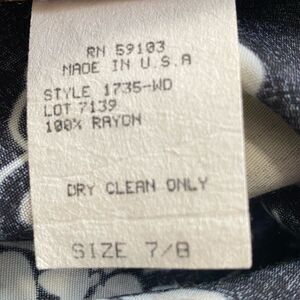 RN 59103
MADE IN U.S.A
STYLE 1735-WD
LOT 7139
100% RAYON
DRY CLEAN ONLY
SIZE 7/8